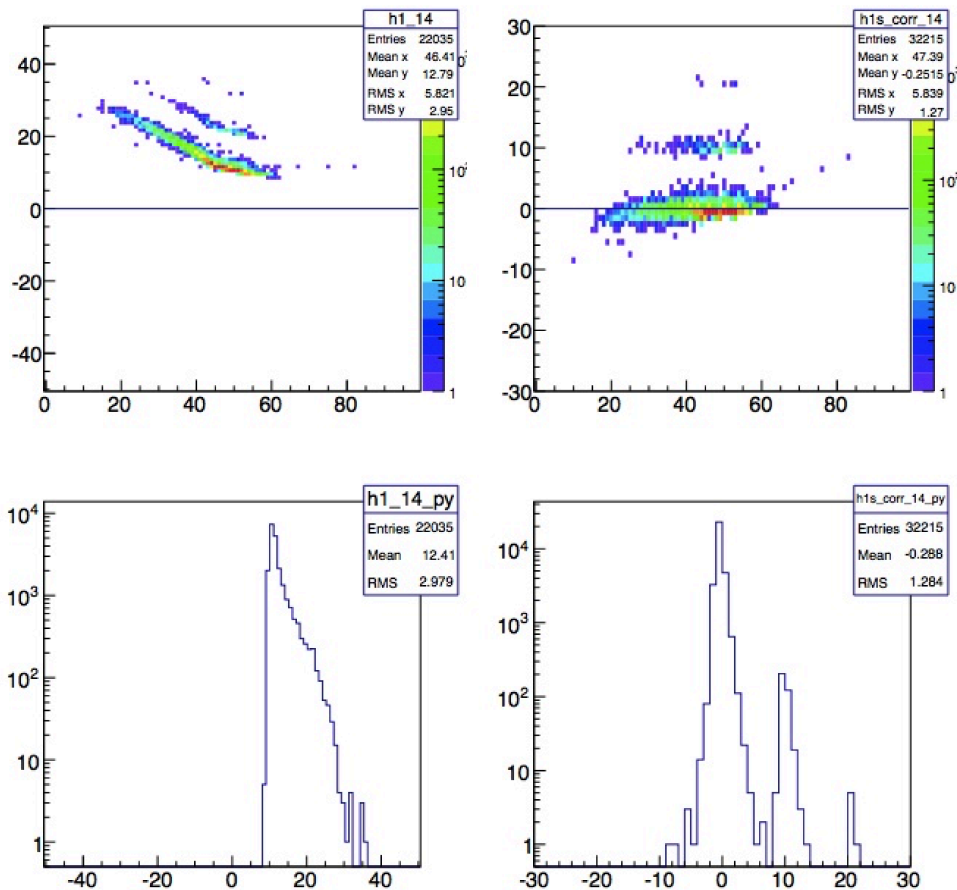 h1_14
Entries 22035
Mean x 46.41
Mean y 12.79
RMS x 5.821
RMS y 2.95
40
20
0
-20
-40
0 20 40 60 80
10²
10
1
h1s_corr_14
Entries 32215
Mean x 47.39
Mean y -0.2515
RMS x 5.839
RMS y 1.27
30
20
10
0
-10
-20
-30
0 20 40 60 80
10²
10
1
h1_14_py
Entries 22035
Mean 12.41
RMS 2.979
10⁴
10³
10²
10
1
-40 -20 0 20 40
h1s_corr_14_py
Entries 32215
Mean -0.288
RMS 1.284
10⁴
10³
10²
10
1
-30 -20 -10 0 10 20 30